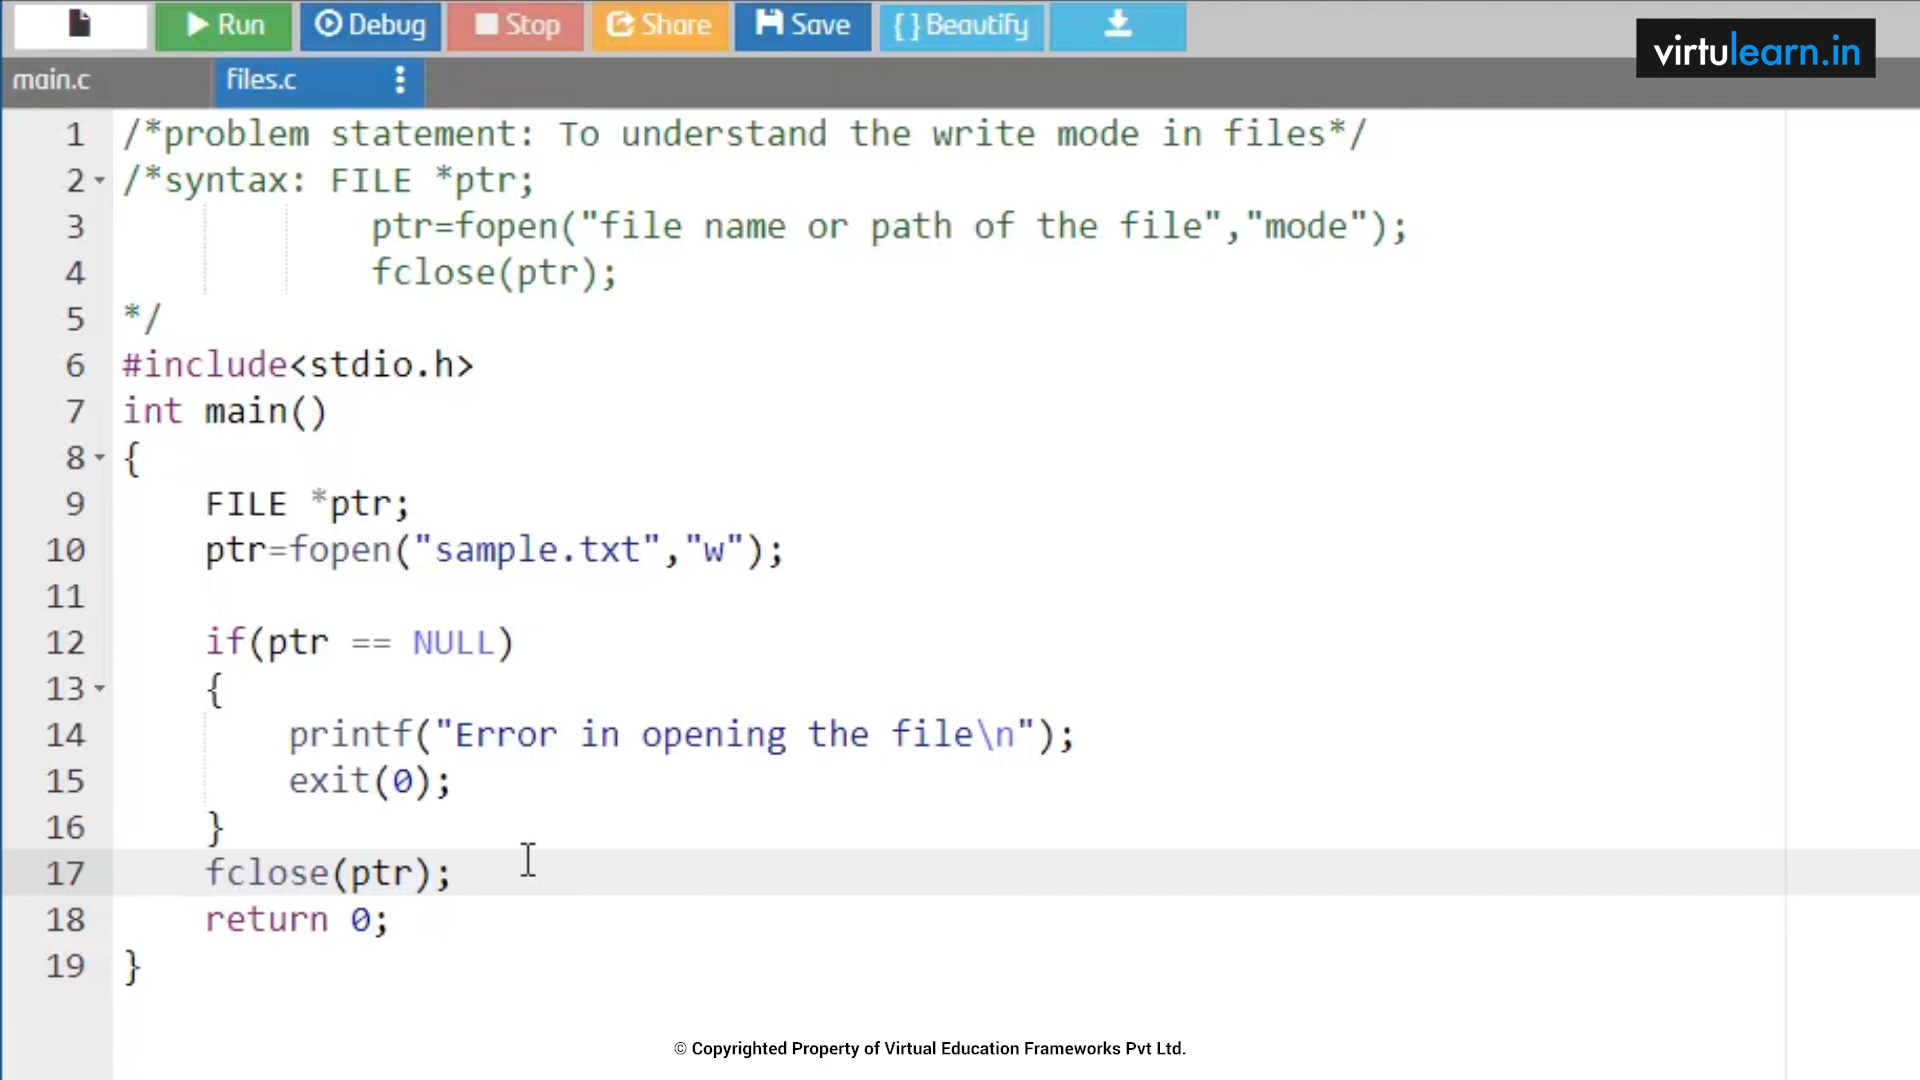 Run Debug Stop Share Save {} Beautify
virtulearn.in
main.c files.c
1 /*problem statement: To understand the write mode in files*/
2 /*syntax: FILE *ptr;
3 ptr=fopen("file name or path of the file","mode");
4 fclose(ptr);
5 */
6 #include<stdio.h>
7 int main()
8 {
9 FILE *ptr;
10 ptr=fopen("sample.txt","w");
11
12 if(ptr == NULL)
13 {
14 printf("Error in opening the file\n");
15 exit(0);
16 }
17 fclose(ptr);
18 return 0;
19 }
© Copyrighted Property of Virtual Education Frameworks Pvt Ltd.